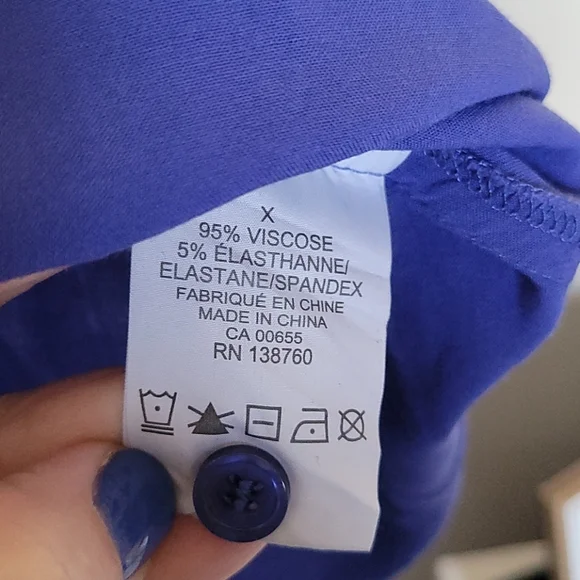 X
95% VISCOSE
5% ÉLASTHANNE/
ELASTANE/SPANDEX
FABRIQUÉ EN CHINE
MADE IN CHINA
CA 00655
RN 138760